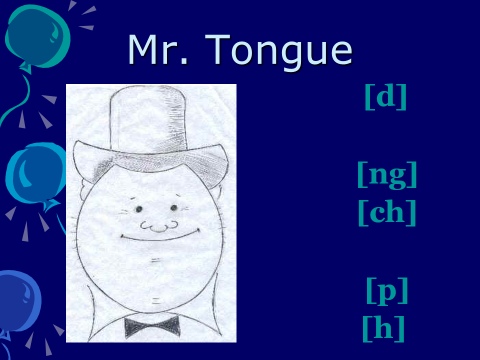 Mr. Tongue
[d]
[ng]
[ch]
[p]
[h]